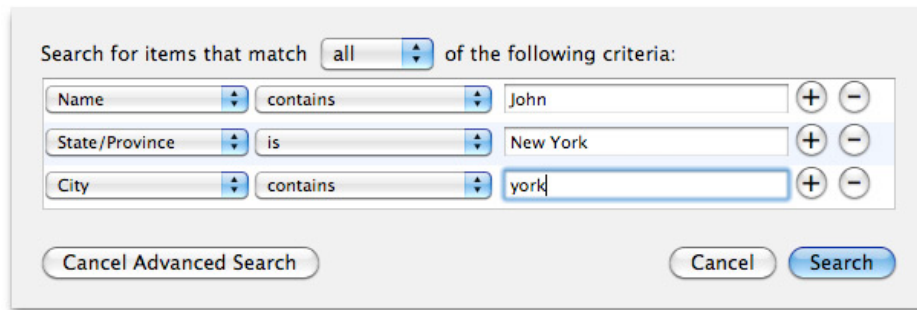 Search for items that match all of the following criteria:
Name contains John
State/Province is New York
City contains york
Cancel Advanced Search Cancel Search